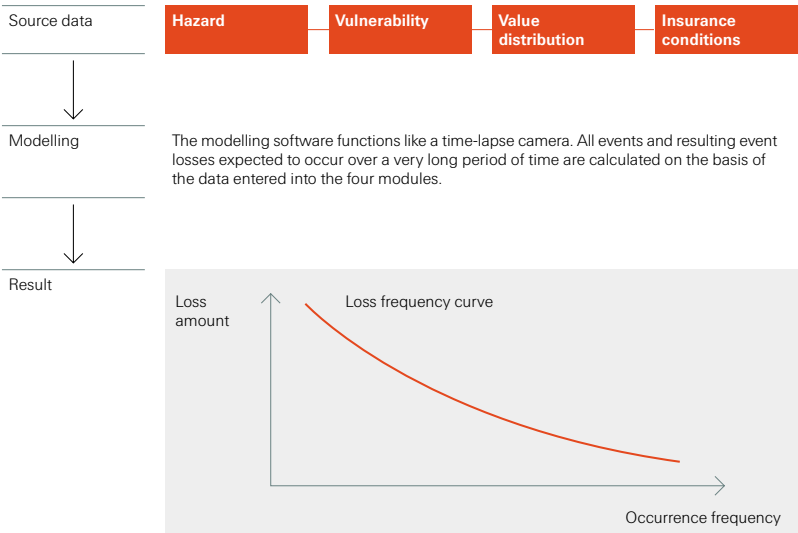 Source data
Hazard
Vulnerability
Value
distribution
Insurance
conditions
Modelling
The modelling software functions like a time-lapse camera. All events and resulting event
losses expected to occur over a very long period of time are calculated on the basis of
the data entered into the four modules.
Result
Loss
amount
Loss frequency curve
Occurrence frequency